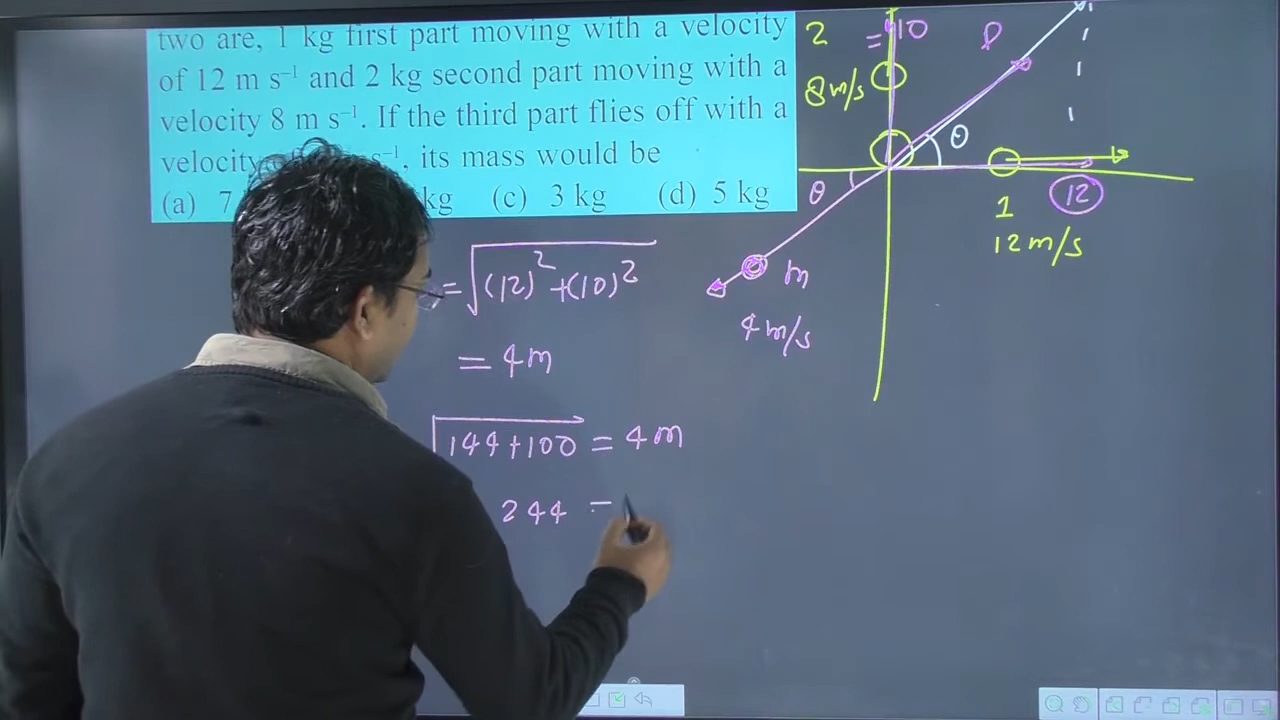 two are, 1 kg first part moving with a velocity
of 12 m s⁻¹ and 2 kg second part moving with a
velocity 8 m s⁻¹. If the third part flies off with a
velocity s⁻¹, its mass would be
(a) 7 kg (c) 3 kg (d) 5 kg
2 =10 P
8m/s
θ
θ
1 12
12m/s
m
4m/s
= √(12)²+(10)²
= 4m
√144+100 = 4m
244 =